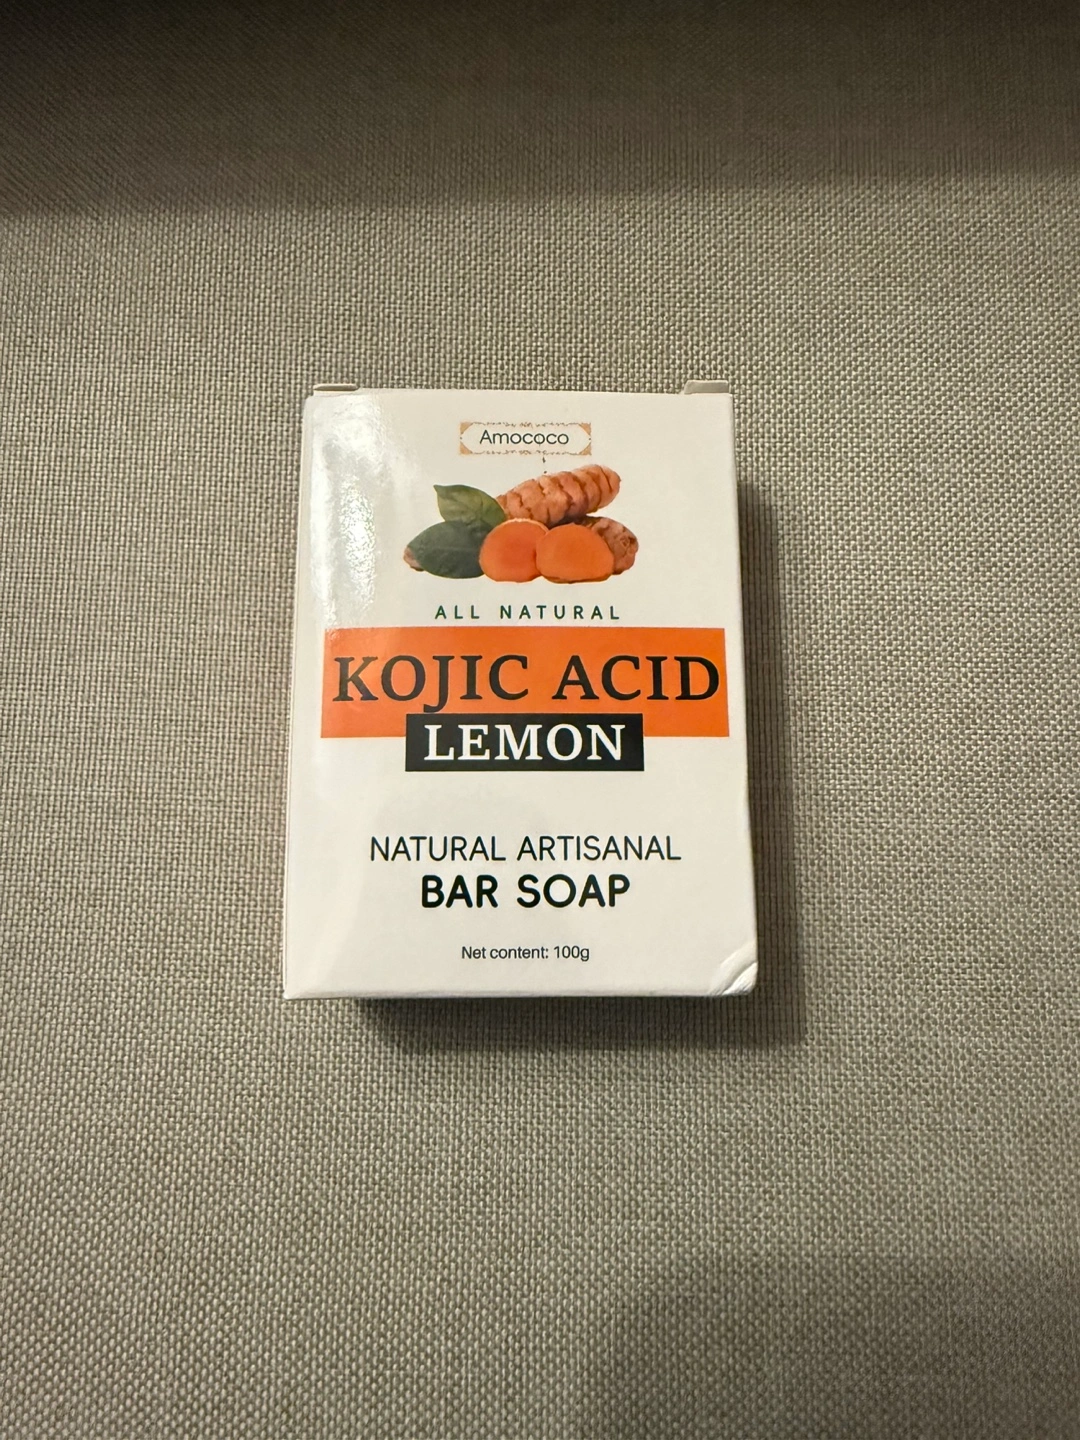 Amococo
ALL NATURAL
KOJIC ACID
LEMON
NATURAL ARTISANAL
BAR SOAP
Net content: 100g